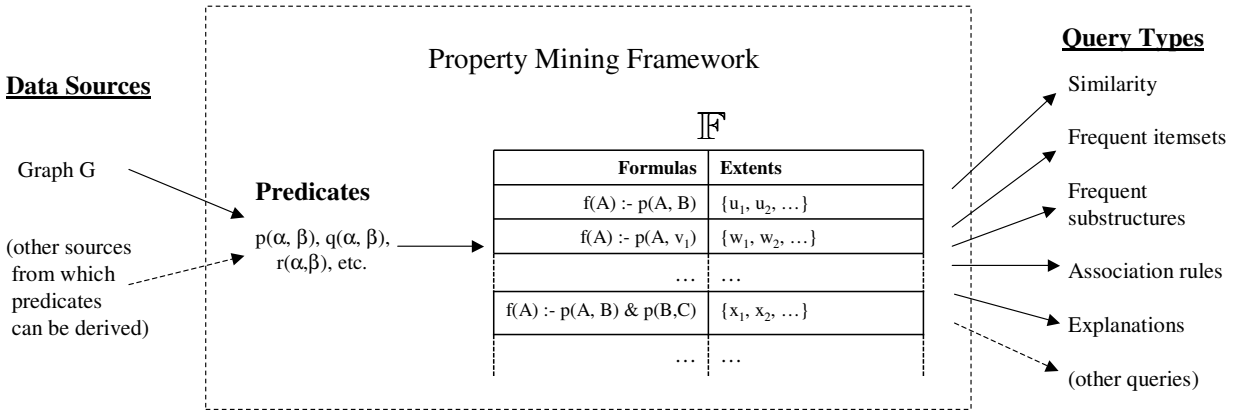 Data Sources
Graph G
(other sources
from which
predicates
can be derived)
Property Mining Framework
Predicates
p(α, β), q(α, β),
r(α,β), etc.
𝔽
Formulas Extents
f(A) :- p(A, B) {u₁, u₂, …}
f(A) :- p(A, v₁) {w₁, w₂, …}
… …
f(A) :- p(A, B) & p(B,C) {x₁, x₂, …}
… …
Query Types
Similarity
Frequent itemsets
Frequent
substructures
Association rules
Explanations
(other queries)